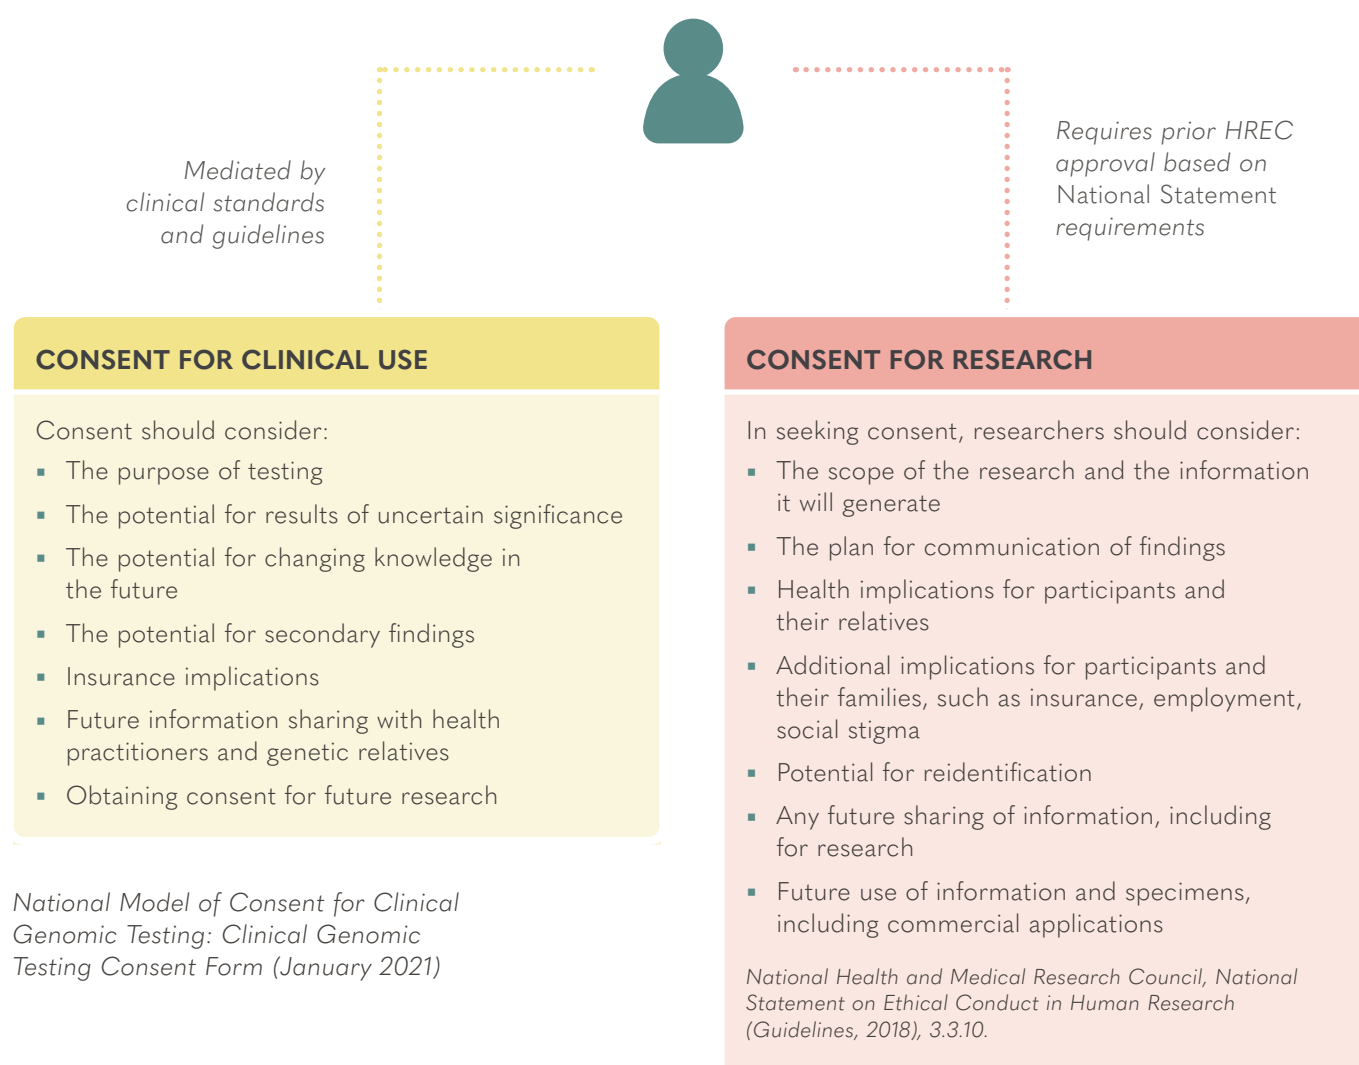 Mediated by
clinical standards
and guidelines
Requires prior HREC
approval based on
National Statement
requirements
CONSENT FOR CLINICAL USE
Consent should consider:
▪ The purpose of testing
▪ The potential for results of uncertain significance
▪ The potential for changing knowledge in
the future
▪ The potential for secondary findings
▪ Insurance implications
▪ Future information sharing with health
practitioners and genetic relatives
▪ Obtaining consent for future research
National Model of Consent for Clinical
Genomic Testing: Clinical Genomic
Testing Consent Form (January 2021)
CONSENT FOR RESEARCH
In seeking consent, researchers should consider:
▪ The scope of the research and the information
it will generate
▪ The plan for communication of findings
▪ Health implications for participants and
their relatives
▪ Additional implications for participants and
their families, such as insurance, employment,
social stigma
▪ Potential for reidentification
▪ Any future sharing of information, including
for research
▪ Future use of information and specimens,
including commercial applications
National Health and Medical Research Council, National
Statement on Ethical Conduct in Human Research
(Guidelines, 2018), 3.3.10.